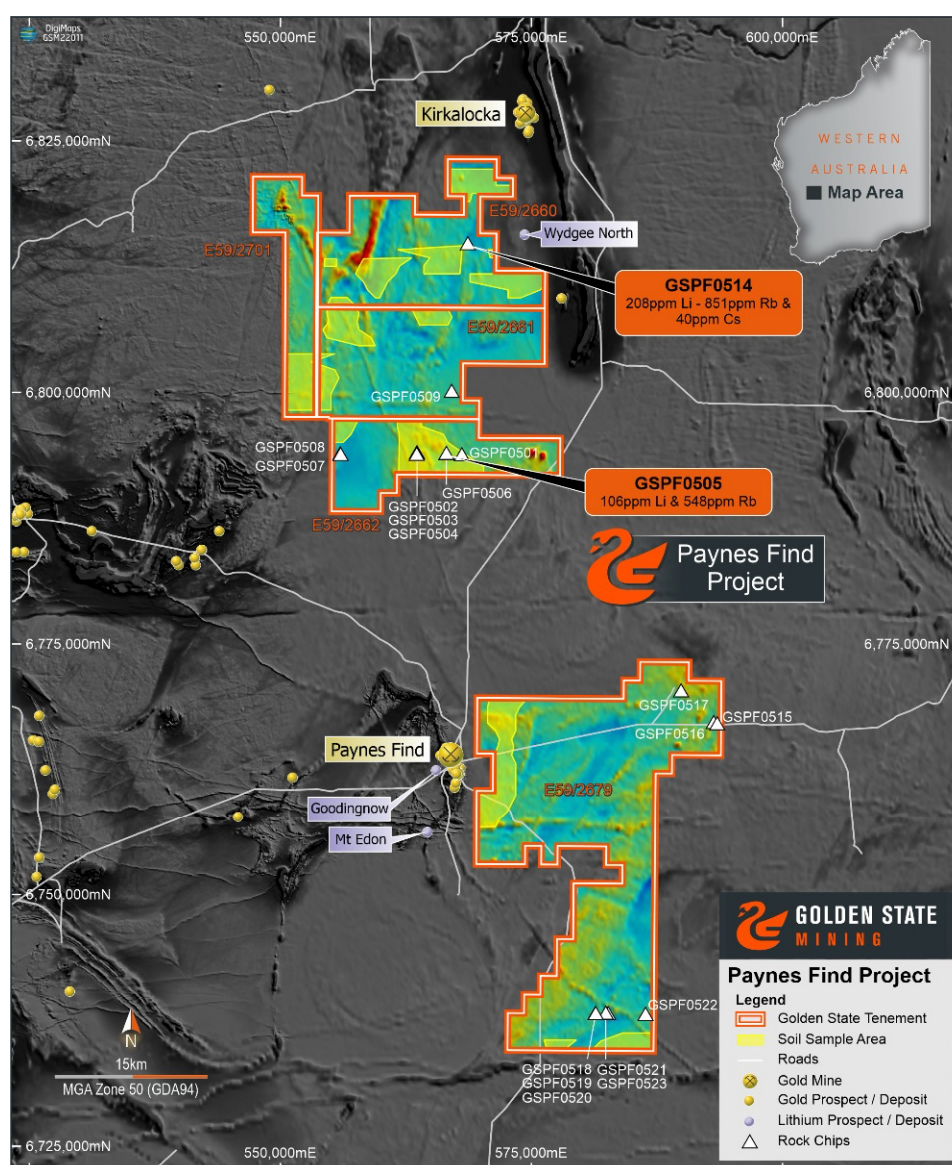 DigiMaps
GSM22011
550,000mE
575,000mE
600,000mE
Kirkalocka
6,825,000mN
WESTERN
AUSTRALIA
Map Area
E59/2660
Wydgee North
E59/2701
GSPF0514
208ppm Li - 851ppm Rb &
40ppm Cs
E59/2661
6,800,000mN
6,800,000mN
GSPF0509
GSPF0508
GSPF0507
GSPF0501
GSPF0505
106ppm Li & 548ppm Rb
GSPF0506
GSPF0502
GSPF0503
GSPF0504
E59/2662
Paynes Find
Project
6,775,000mN
6,775,000mN
GSPF0517
GSPF0515
GSPF0516
Paynes Find
E59/2679
Goodingnow
Mt Edon
6,750,000mN
GOLDEN STATE
MINING
Paynes Find Project
Legend
Golden State Tenement
Soil Sample Area
Roads
Gold Mine
Gold Prospect / Deposit
Lithium Prospect / Deposit
Rock Chips
GSPF0522
N
15km
MGA Zone 50 (GDA94)
GSPF0518 GSPF0521
GSPF0519 GSPF0523
GSPF0520
6,725,000mN
550,000mE
575,000mE